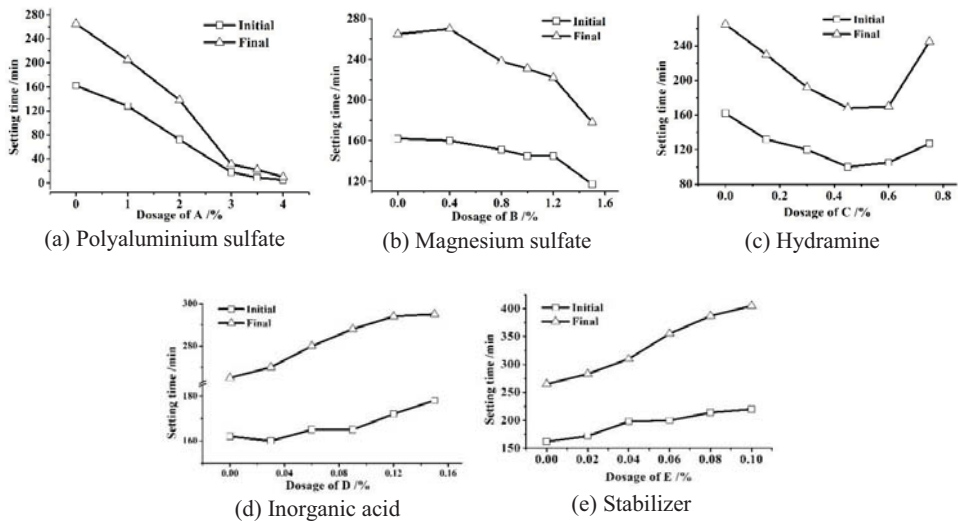 280
240
200
160
120
80
40
0
Setting time /min
Initial
Final
0 1 2 3 4
Dosage of A /%
(a) Polyaluminium sulfate
280
240
200
160
120
Setting time /min
Initial
Final
0.0 0.4 0.8 1.2 1.6
Dosage of B /%
(b) Magnesium sulfate
240
200
160
120
80
Setting time /min
Initial
Final
0.0 0.2 0.4 0.6 0.8
Dosage of C /%
(c) Hydramine
300
250
180
160
Setting time /min
Initial
Final
0.00 0.04 0.08 0.12 0.16
Dosage of D /%
(d) Inorganic acid
400
350
300
250
200
150
Setting time /min
Initial
Final
0.00 0.02 0.04 0.06 0.08 0.10
Dosage of E /%
(e) Stabilizer